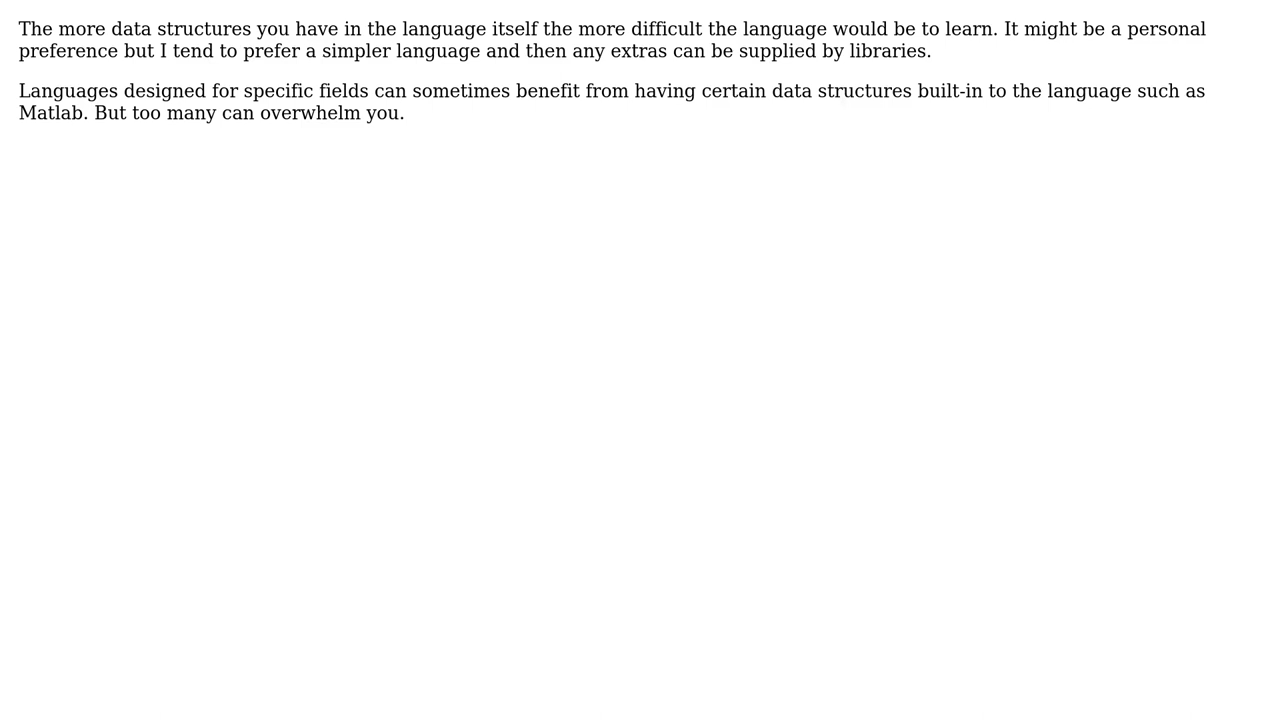 The more data structures you have in the language itself the more difficult the language would be to learn. It might be a personal
preference but I tend to prefer a simpler language and then any extras can be supplied by libraries.
Languages designed for specific fields can sometimes benefit from having certain data structures built-in to the language such as
Matlab. But too many can overwhelm you.